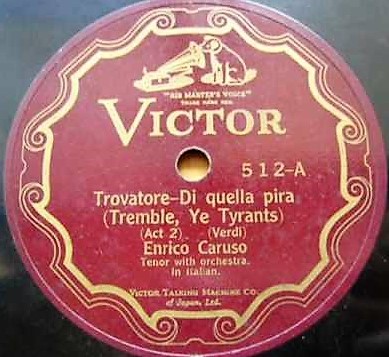 "HIS MASTER'S VOICE"
VICTOR
512-A
Trovatore-Di quella pira
(Tremble, Ye Tyrants)
(Act 2) (Verdi)
Enrico Caruso
Tenor with orchestra.
In Italian.
VICTOR TALKING MACHINE CO.
of Japan, Ltd.